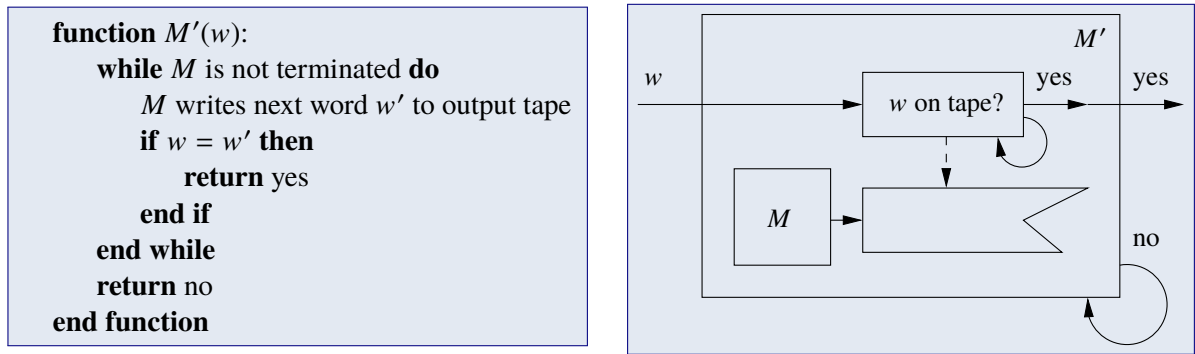 function M′(w):
while M is not terminated do
M writes next word w′ to output tape
if w = w′ then
return yes
end if
end while
return no
end function
M′
w
w on tape?
yes
yes
M
no